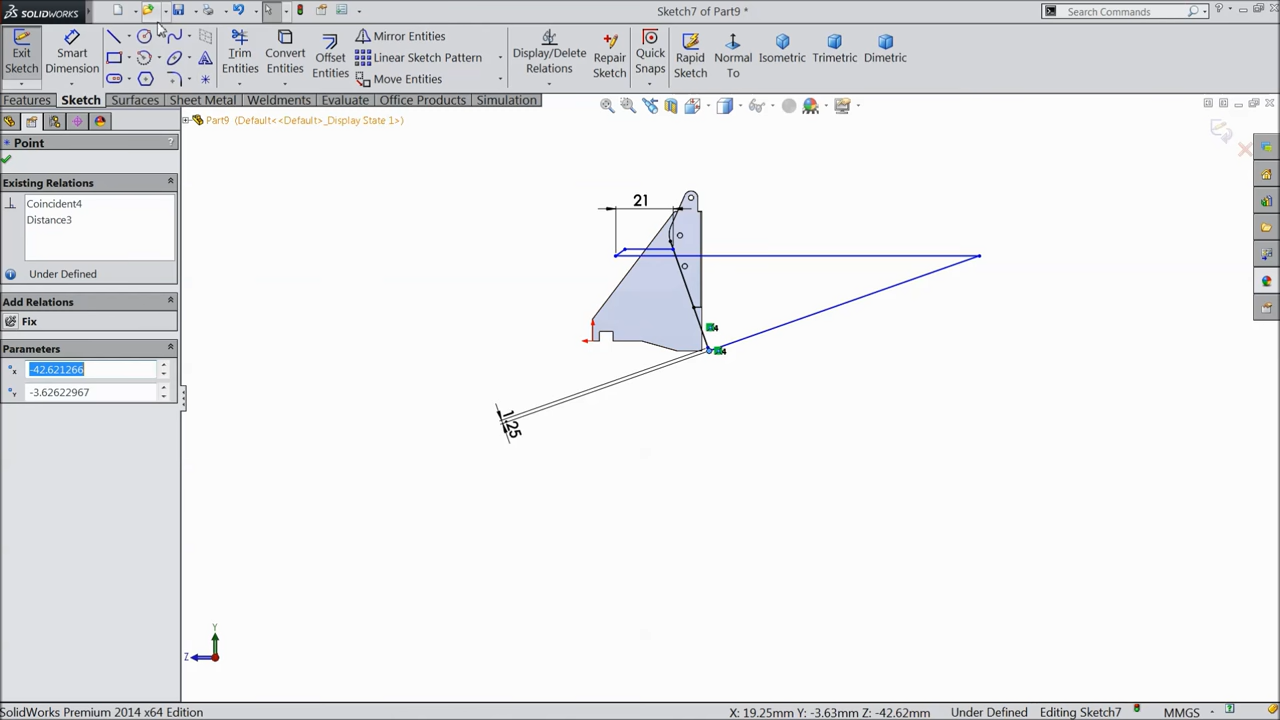 SOLIDWORKS
Sketch7 of Part9 *
Search Commands
Exit Sketch
Smart Dimension
Trim Entities
Convert Entities
Offset Entities
Mirror Entities
Linear Sketch Pattern
Move Entities
Display/Delete Relations
Repair Sketch
Quick Snaps
Rapid Sketch
Normal To
Isometric
Trimetric
Dimetric
Features
Sketch
Surfaces
Sheet Metal
Weldments
Evaluate
Office Products
Simulation
Part9 (Default<<Default>_Display State 1>)
Point
?
Existing Relations
Coincident4
Distance3
Under Defined
Add Relations
Fix
Parameters
-42.621266
-3.62622967
21
4
4
1.25
Y
Z
SolidWorks Premium 2014 x64 Edition
X: 19.25mm Y: -3.63mm Z: -42.62mm
Under Defined
Editing Sketch7
MMGS